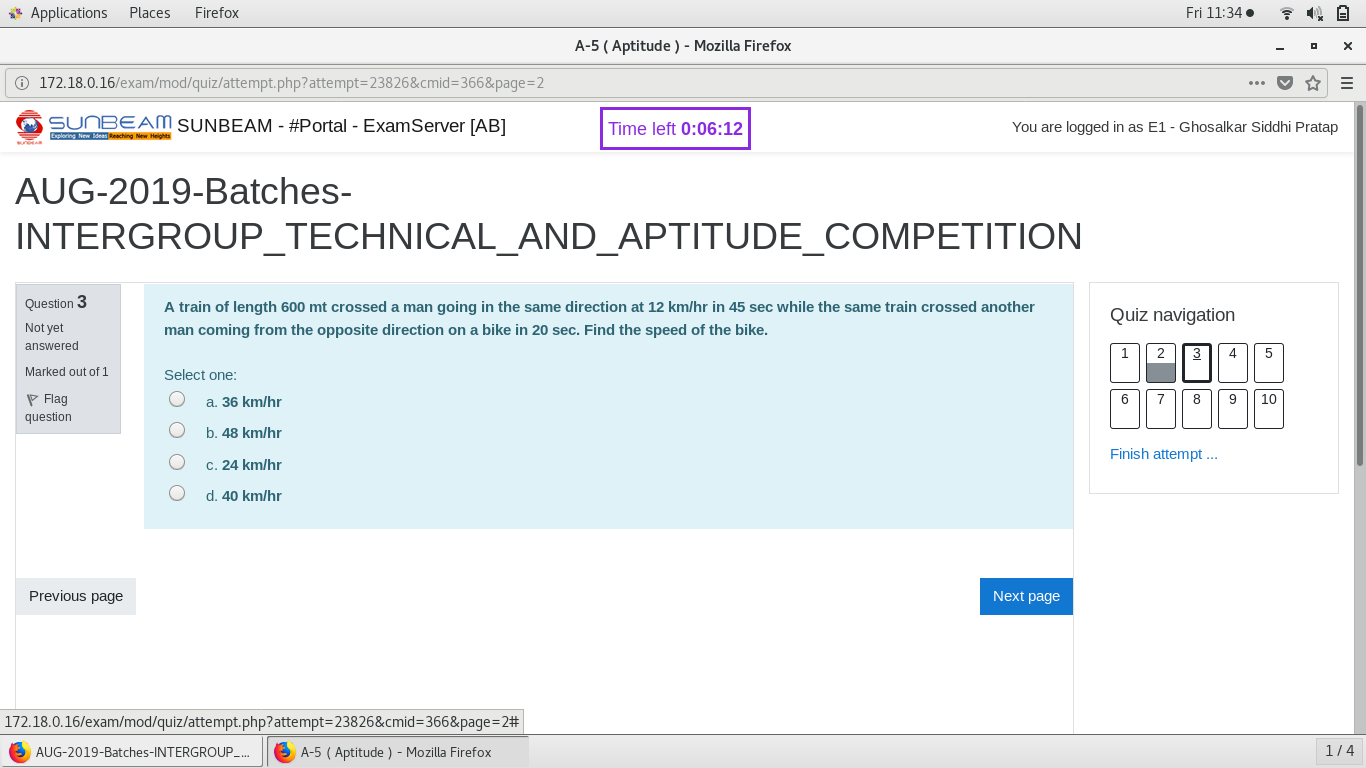 Applications Places Firefox Fri 11:34
A-5 ( Aptitude ) - Mozilla Firefox
172.18.0.16/exam/mod/quiz/attempt.php?attempt=23826&cmid=366&page=2
SUNBEAM
Exploring New Ideas Reaching New Heights
SUNBEAM
SUNBEAM - #Portal - ExamServer [AB]
Time left 0:06:12
You are logged in as E1 - Ghosalkar Siddhi Pratap
AUG-2019-Batches-
INTERGROUP_TECHNICAL_AND_APTITUDE_COMPETITION
Question 3
Not yet
answered
Marked out of 1
Flag
question
A train of length 600 mt crossed a man going in the same direction at 12 km/hr in 45 sec while the same train crossed another
man coming from the opposite direction on a bike in 20 sec. Find the speed of the bike.
Select one:
a. 36 km/hr
b. 48 km/hr
c. 24 km/hr
d. 40 km/hr
Previous page
Next page
Quiz navigation
1 2 3 4 5
6 7 8 9 10
Finish attempt ...
172.18.0.16/exam/mod/quiz/attempt.php?attempt=23826&cmid=366&page=2#
AUG-2019-Batches-INTERGROUP_... A-5 ( Aptitude ) - Mozilla Firefox 1 / 4